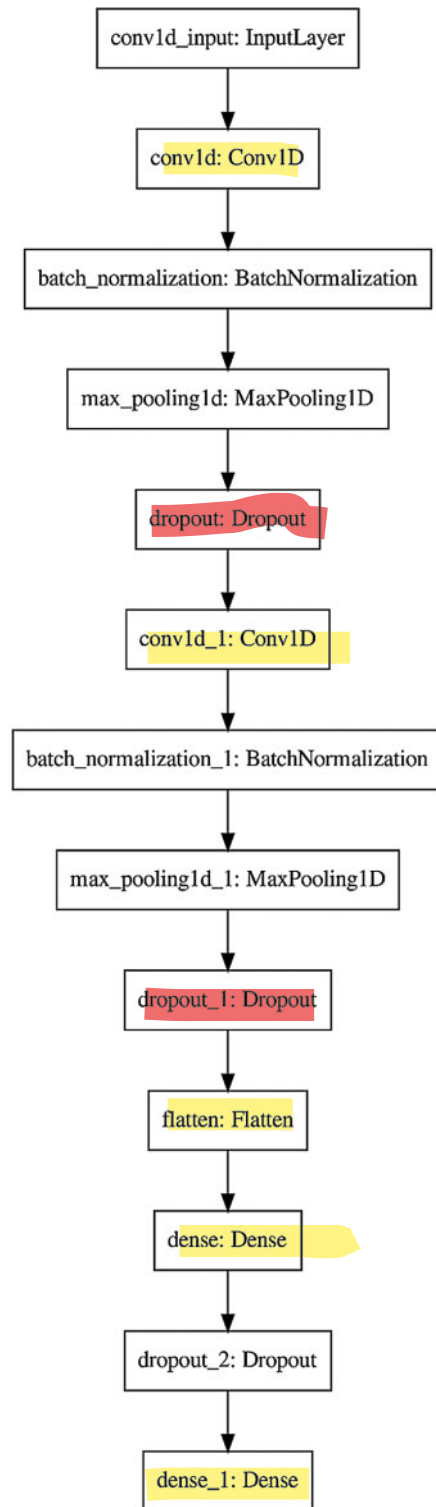 conv1d_input: InputLayer
conv1d: Conv1D
batch_normalization: BatchNormalization
max_pooling1d: MaxPooling1D
dropout: Dropout
conv1d_1: Conv1D
batch_normalization_1: BatchNormalization
max_pooling1d_1: MaxPooling1D
dropout_1: Dropout
flatten: Flatten
dense: Dense
dropout_2: Dropout
dense_1: Dense